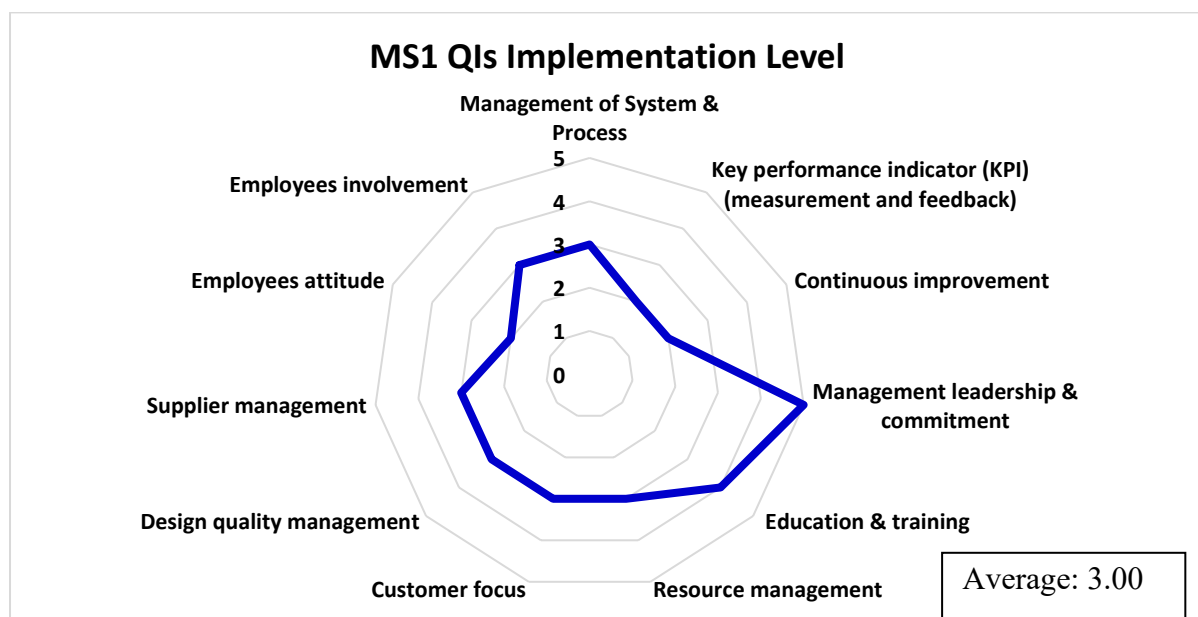 MS1 QIs Implementation Level
Management of System &
Process
Key performance indicator (KPI)
(measurement and feedback)
Continuous improvement
Management leadership &
commitment
Education & training
Resource management
Customer focus
Design quality management
Supplier management
Employees attitude
Employees involvement
5
4
3
2
1
0
Average: 3.00